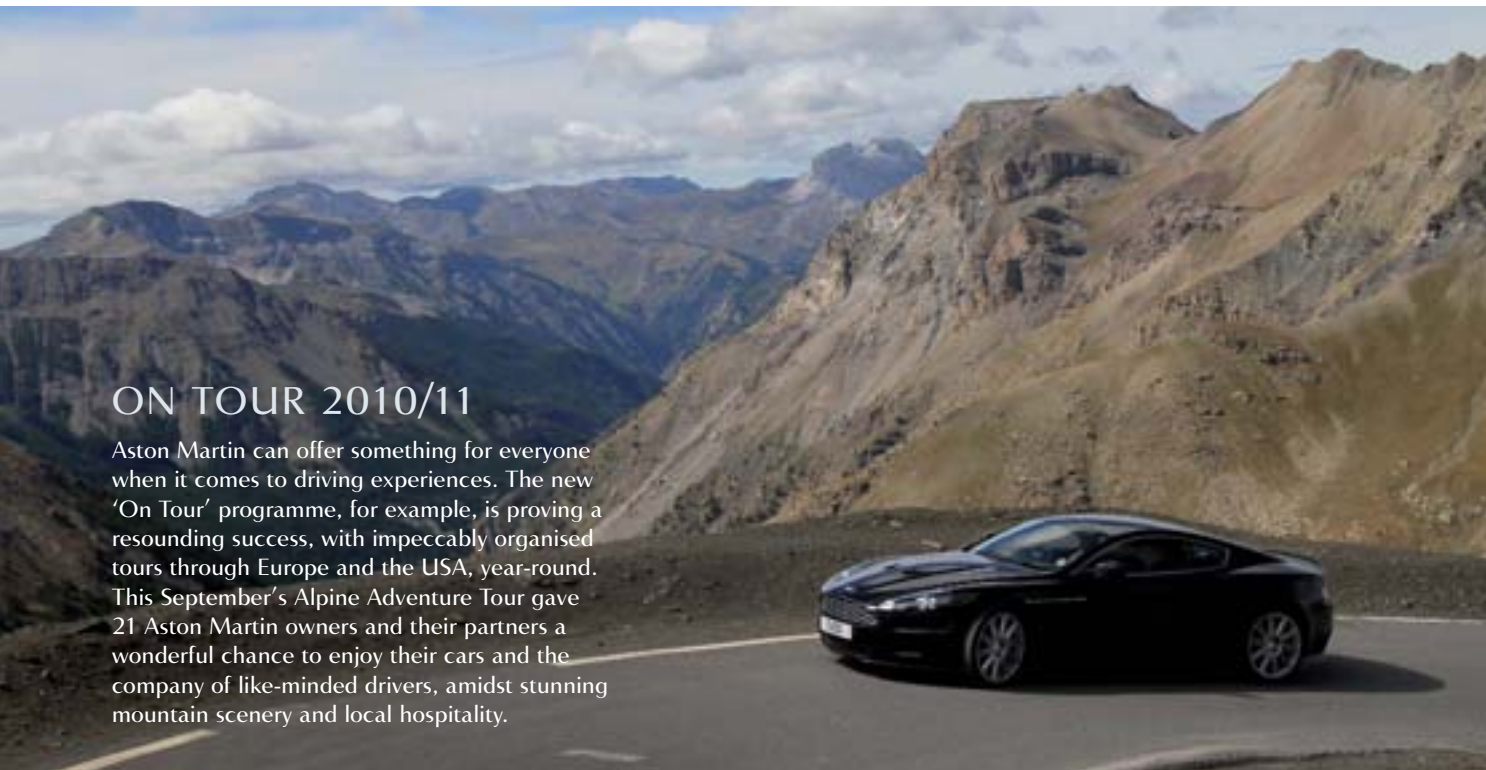 ON TOUR 2010/11
Aston Martin can offer something for everyone
when it comes to driving experiences. The new
‘On Tour’ programme, for example, is proving a
resounding success, with impeccably organised
tours through Europe and the USA, year-round.
This September’s Alpine Adventure Tour gave
21 Aston Martin owners and their partners a
wonderful chance to enjoy their cars and the
company of like-minded drivers, amidst stunning
mountain scenery and local hospitality.